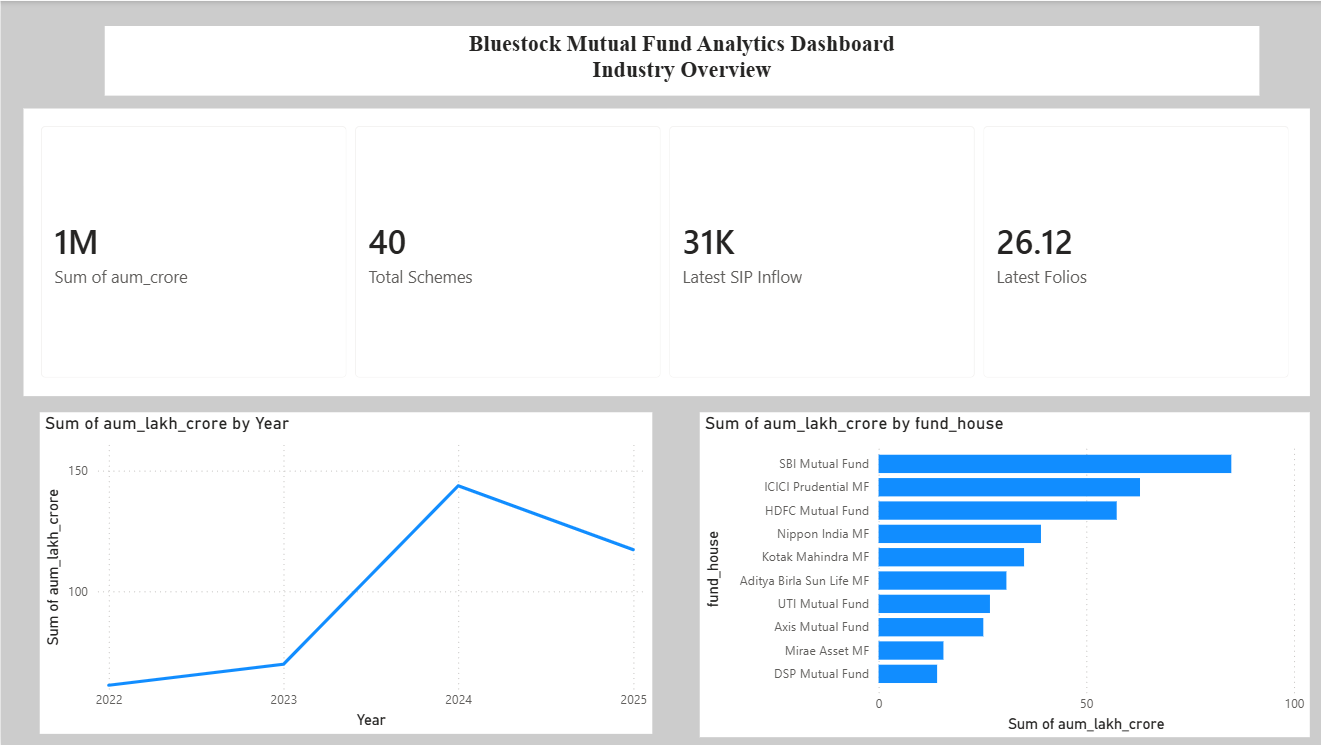 Bluestock Mutual Fund Analytics Dashboard
Industry Overview
1M
Sum of aum_crore
40
Total Schemes
31K
Latest SIP Inflow
26.12
Latest Folios
Sum of aum_lakh_crore by Year
Sum of aum_lakh_crore
150
100
2022
2023
2024
2025
Year
Sum of aum_lakh_crore by fund_house
fund_house
SBI Mutual Fund
ICICI Prudential MF
HDFC Mutual Fund
Nippon India MF
Kotak Mahindra MF
Aditya Birla Sun Life MF
UTI Mutual Fund
Axis Mutual Fund
Mirae Asset MF
DSP Mutual Fund
0
50
100
Sum of aum_lakh_crore